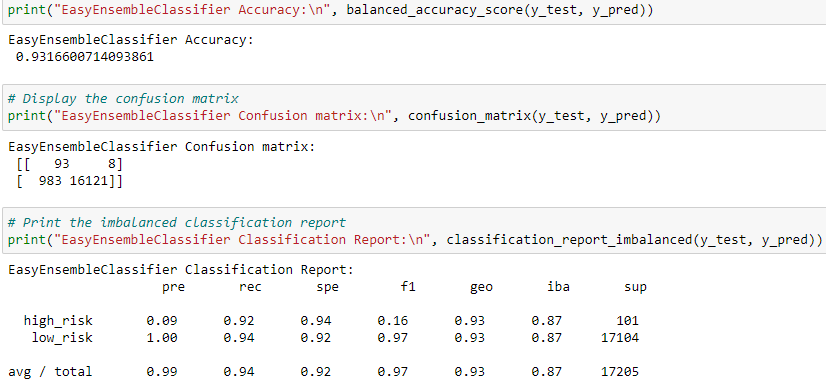 print("EasyEnsembleClassifier Accuracy:\n", balanced_accuracy_score(y_test, y_pred))
EasyEnsembleClassifier Accuracy:
 0.9316600714093861
# Display the confusion matrix
print("EasyEnsembleClassifier Confusion matrix:\n", confusion_matrix(y_test, y_pred))
EasyEnsembleClassifier Confusion matrix:
 [[   93     8]
 [  983 16121]]
# Print the imbalanced classification report
print("EasyEnsembleClassifier Classification Report:\n", classification_report_imbalanced(y_test, y_pred))
EasyEnsembleClassifier Classification Report:
                    pre       rec       spe        f1       geo       iba       sup
  high_risk       0.09      0.92      0.94      0.16      0.93      0.87       101
   low_risk       1.00      0.94      0.92      0.97      0.93      0.87     17104
avg / total       0.99      0.94      0.92      0.97      0.93      0.87     17205